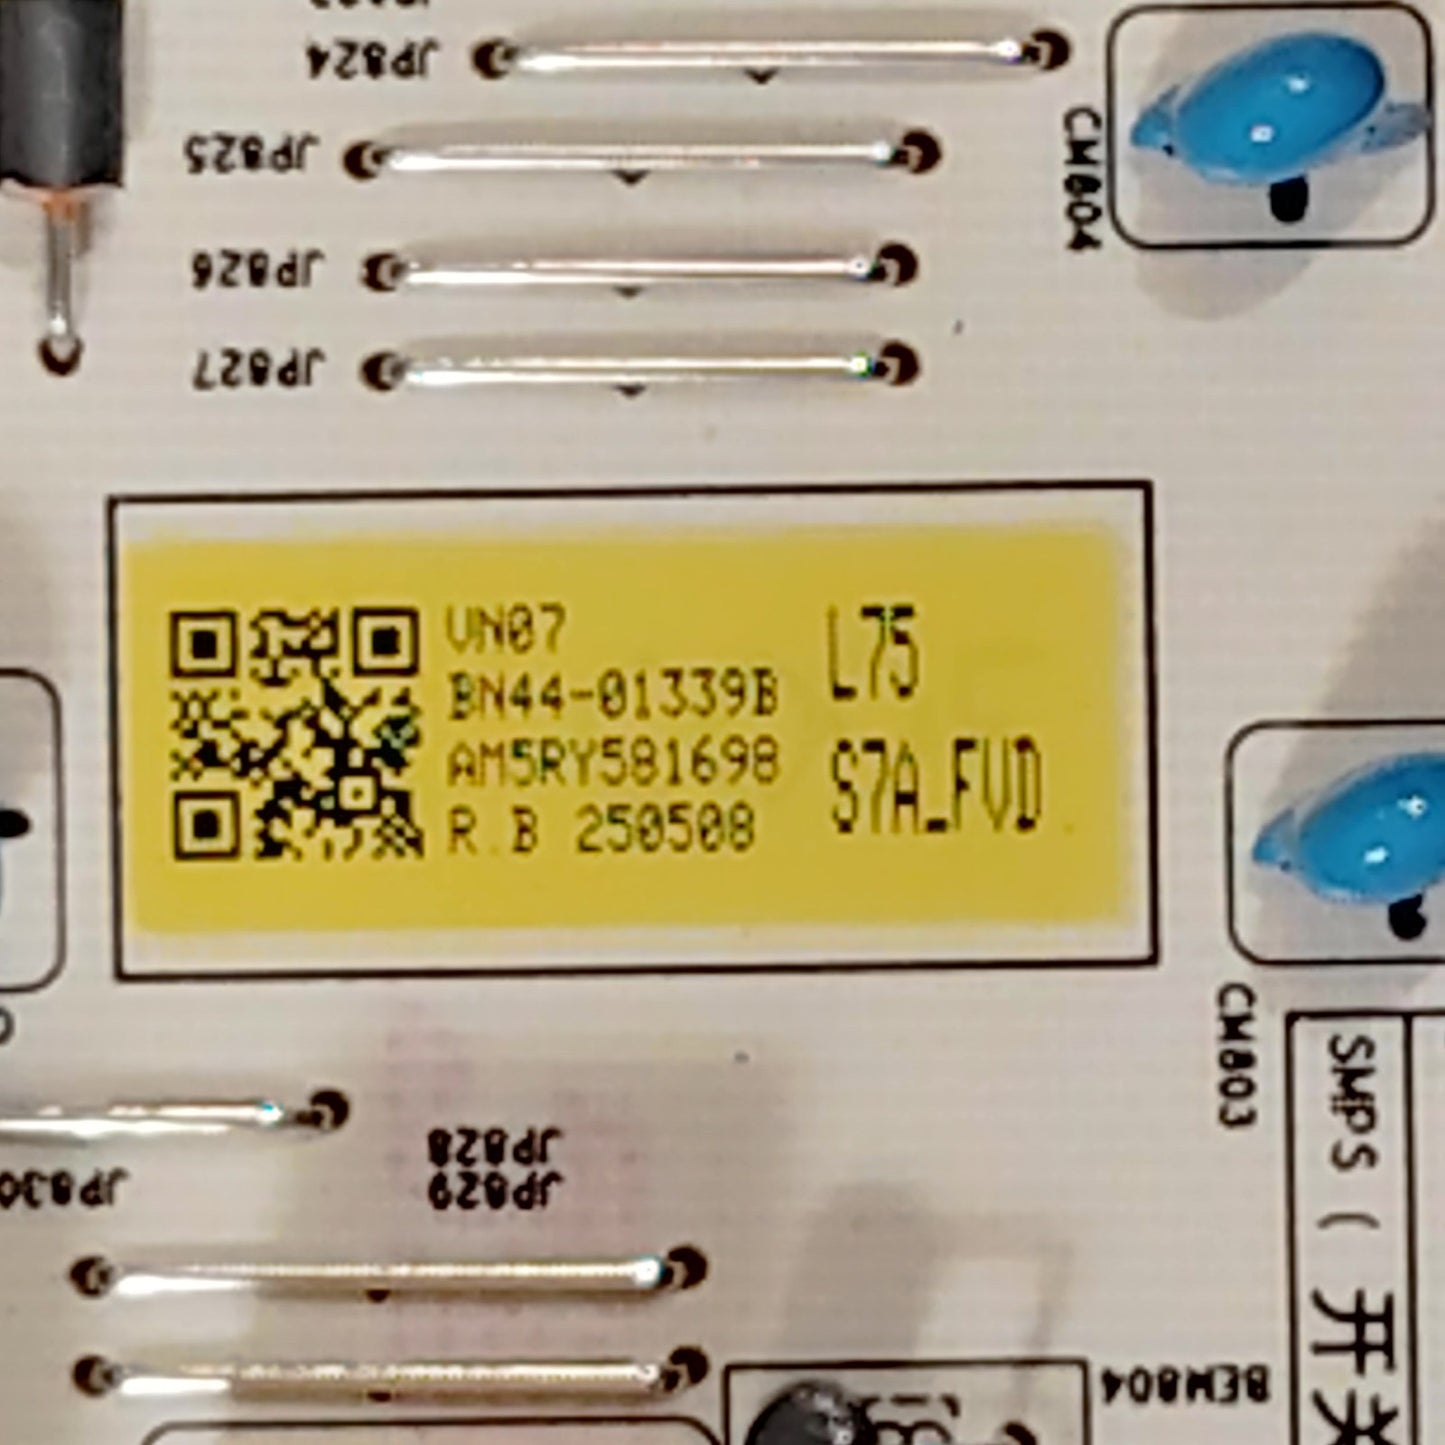 JP824
JP825
JP826
JP827
CM804
VN07
BN44-01339B
AM5RY581698
R.B 250508
L75
S7A_FVD
CM803
SMPS ( 开关
JP828
JP829
JP830
BEM804